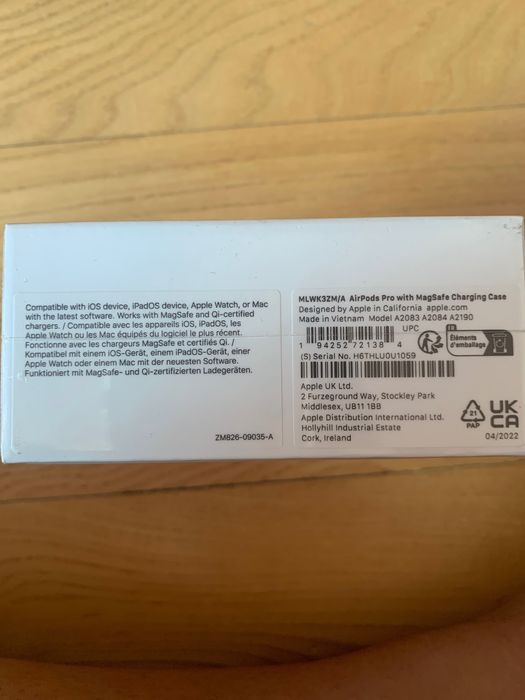 Compatible with iOS device, iPadOS device, Apple Watch, or Mac
with the latest software. Works with MagSafe and Qi-certified
chargers. / Compatible avec les appareils iOS, iPadOS, les
Apple Watch ou les Mac équipés du logiciel le plus récent.
Fonctionne avec les chargeurs MagSafe et certifiés Qi. /
Kompatibel mit einem iOS-Gerät, einem iPadOS-Gerät, einer
Apple Watch oder einem Mac mit der neuesten Software.
Funktioniert mit MagSafe- und Qi-zertifizierten Ladegeräten.
ZM826-09035-A
MLWK3ZM/A AirPods Pro with MagSafe Charging Case
Designed by Apple in California apple.com
Made in Vietnam Model A2083 A2084 A2190
UPC
1 94252 72138 4
FR
Éléments
d'emballage
(S) Serial No. H6THLU0U1059
Apple UK Ltd.
2 Furzeground Way, Stockley Park
Middlesex, UB11 1BB
Apple Distribution International Ltd.
Hollyhill Industrial Estate
Cork, Ireland
21
PAP
UK
CA
04/2022